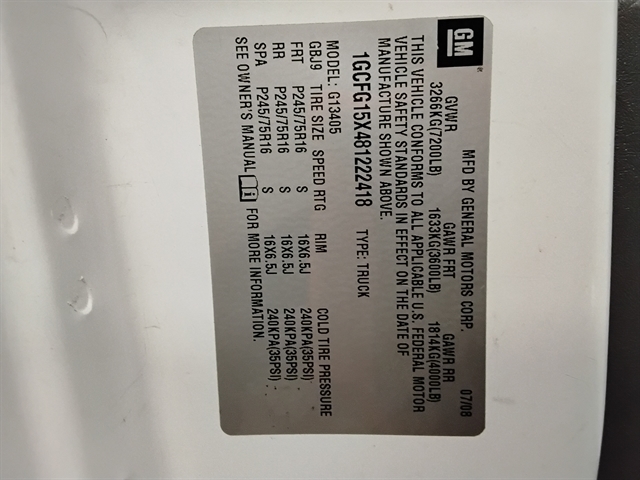 GM
MFD BY GENERAL MOTORS CORP. 07/08
GVWR GAWR FRT GAWR RR
3266KG(7200LB) 1633KG(3600LB) 1814KG(4000LB)
THIS VEHICLE CONFORMS TO ALL APPLICABLE U.S. FEDERAL MOTOR
VEHICLE SAFETY STANDARDS IN EFFECT ON THE DATE OF
MANUFACTURE SHOWN ABOVE.
1GCFG15X481222418 TYPE: TRUCK
MODEL: G13405
GBJ9 TIRE SIZE SPEED RTG RIM COLD TIRE PRESSURE
FRT P245/75R16 S 16X6.5J 240KPA(35PSI)
RR P245/75R16 S 16X6.5J 240KPA(35PSI)
SPA P245/75R16 S 16X6.5J 240KPA(35PSI)
SEE OWNER'S MANUAL FOR MORE INFORMATION.